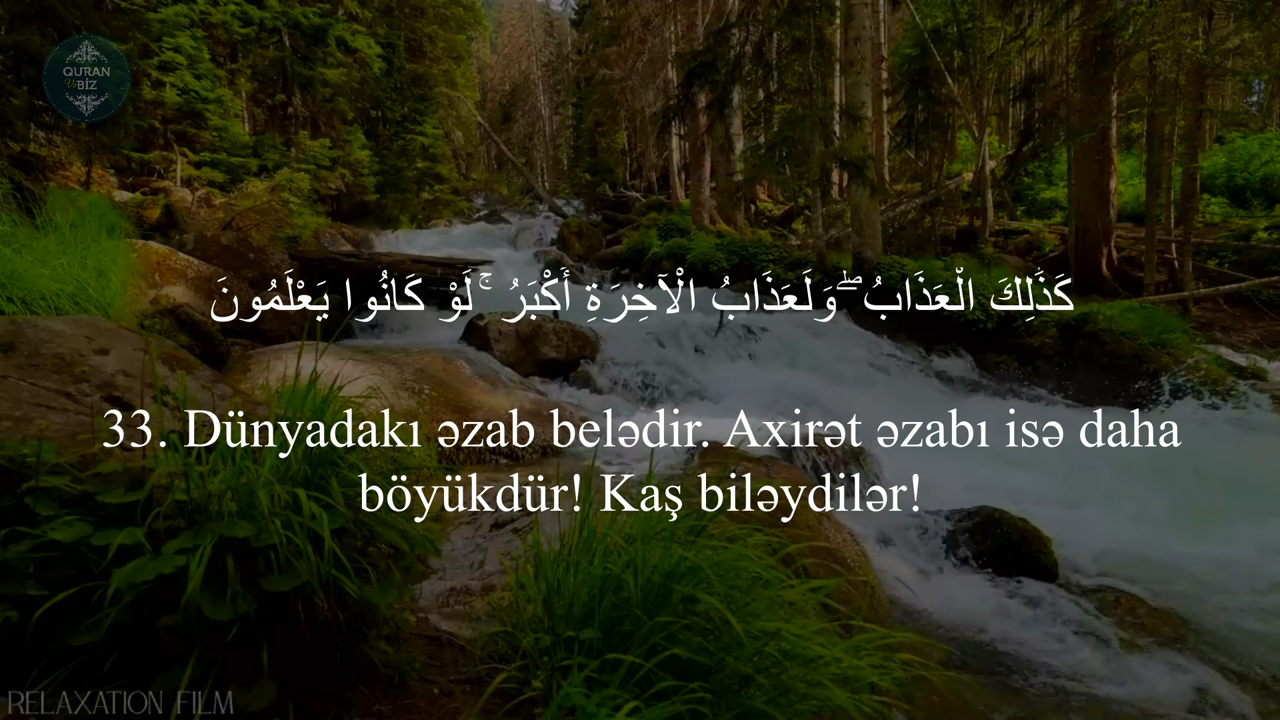 QURAN
Və BİZ
كَذَٰلِكَ الْعَذَابُ ۖ وَلَعَذَابُ الْآخِرَةِ أَكْبَرُ ۚ لَوْ كَانُوا يَعْلَمُونَ
33. Dünyadakı əzab belədir. Axirət əzabı isə daha
böyükdür! Kaş biləydilər!
RELAXATION FILM